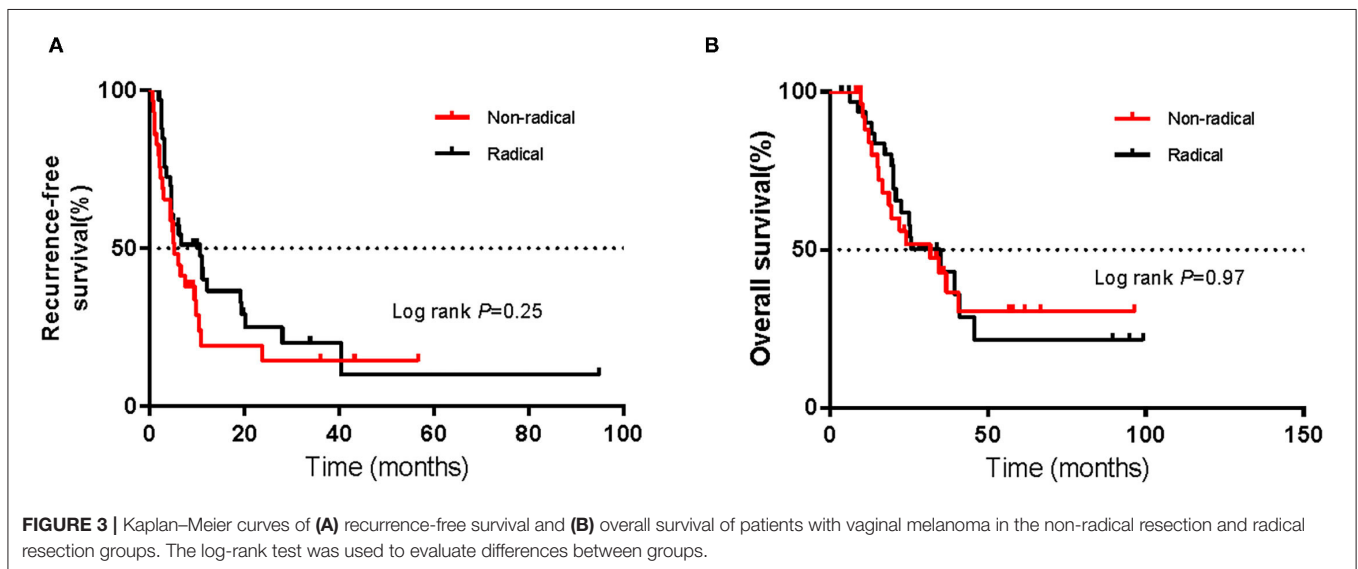 A
B
100
50
0
Recurrence-free
survival(%)
Non-radical
Radical
Log rank P=0.25
0 20 40 60 80 100
Time (months)
100
50
0
Overall survival(%)
Non-radical
Radical
Log rank P=0.97
0 50 100 150
Time (months)
FIGURE 3 | Kaplan–Meier curves of (A) recurrence-free survival and (B) overall survival of patients with vaginal melanoma in the non-radical resection and radical
resection groups. The log-rank test was used to evaluate differences between groups.